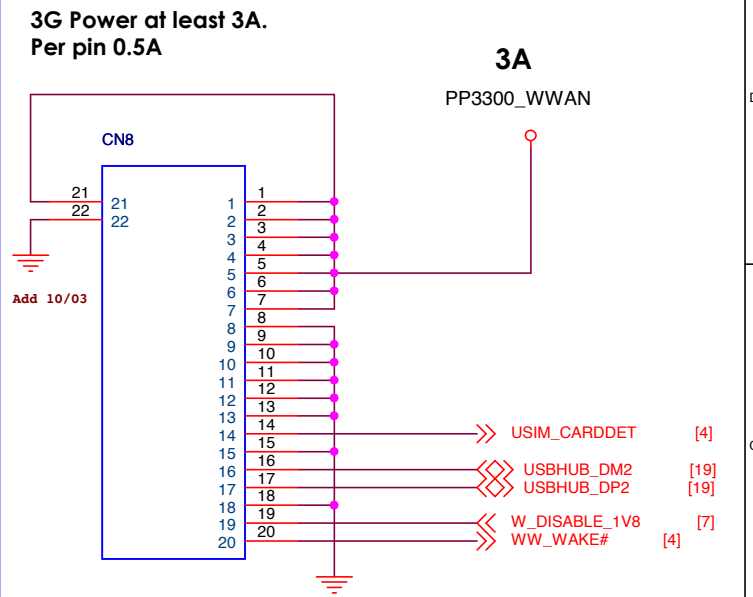 3G Power at least 3A.
Per pin 0.5A
3A
PP3300_WWAN
CN8
21 21
22 22
Add 10/03
1 1
2 2
3 3
4 4
5 5
6 6
7 7
8 8
9 9
10 10
11 11
12 12
13 13
14 14 USIM_CARDDET [4]
15 15
16 16 USBHUB_DM2 [19]
17 17 USBHUB_DP2 [19]
18 18
19 19 W_DISABLE_1V8 [7]
20 20 WW_WAKE# [4]